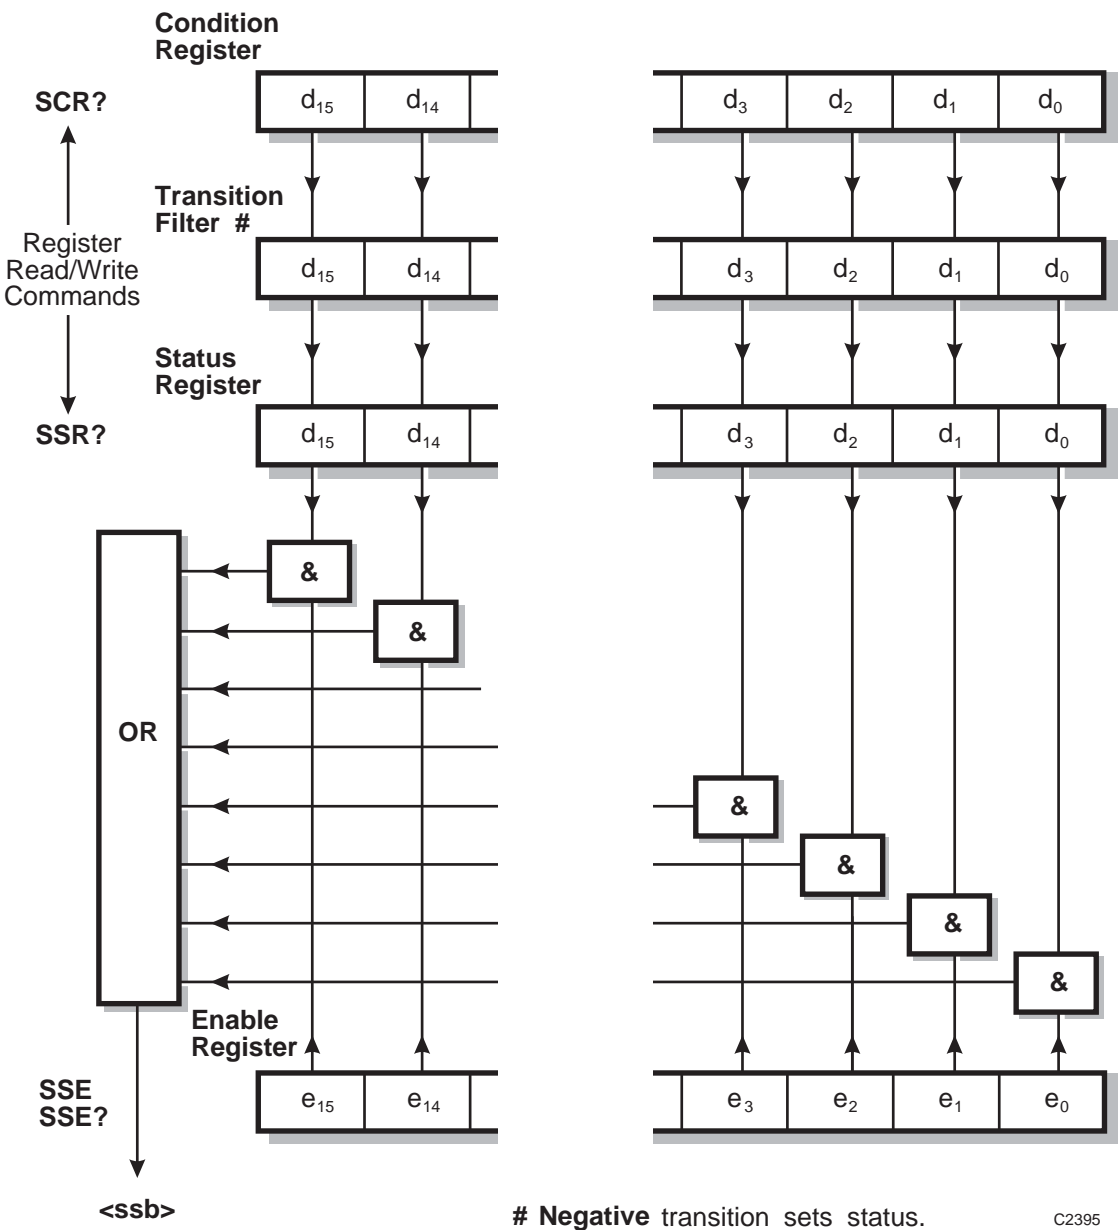 Condition
Register
SCR?
d15 d14 d3 d2 d1 d0
Transition
Filter #
Register
Read/Write
Commands
d15 d14 d3 d2 d1 d0
Status
Register
SSR?
d15 d14 d3 d2 d1 d0
&
&
OR
&
&
&
&
Enable
Register
SSE
SSE?
e15 e14 e3 e2 e1 e0
<ssb>
# Negative transition sets status.
C2395